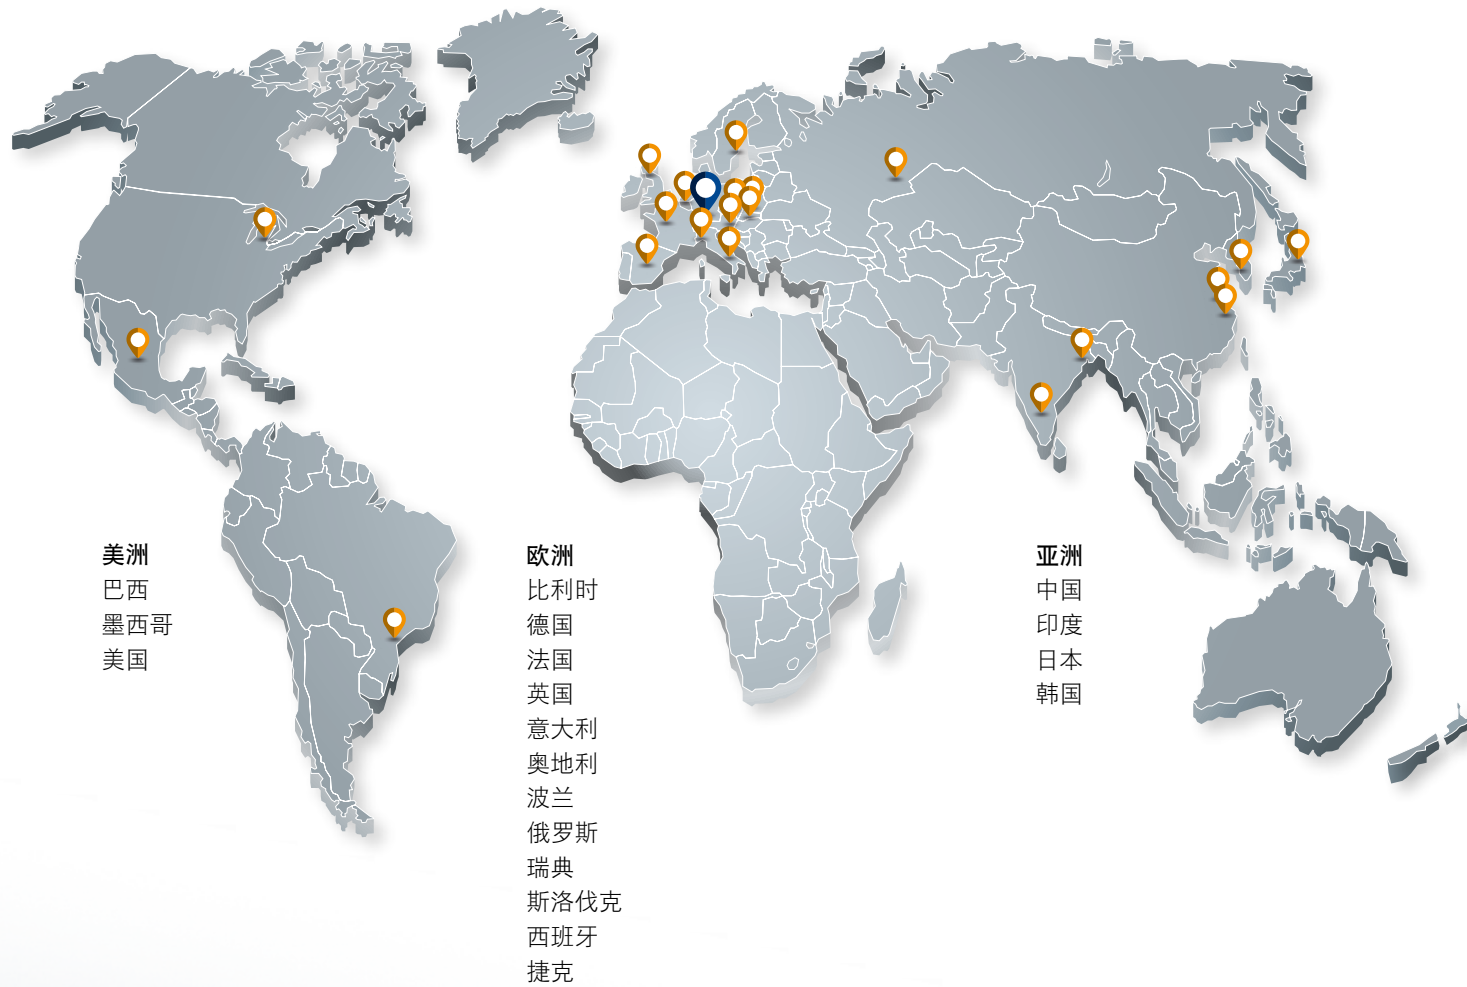 美洲
巴西
墨西哥
美国
欧洲
比利时
德国
法国
英国
意大利
奥地利
波兰
俄罗斯
瑞典
斯洛伐克
西班牙
捷克
亚洲
中国
印度
日本
韩国